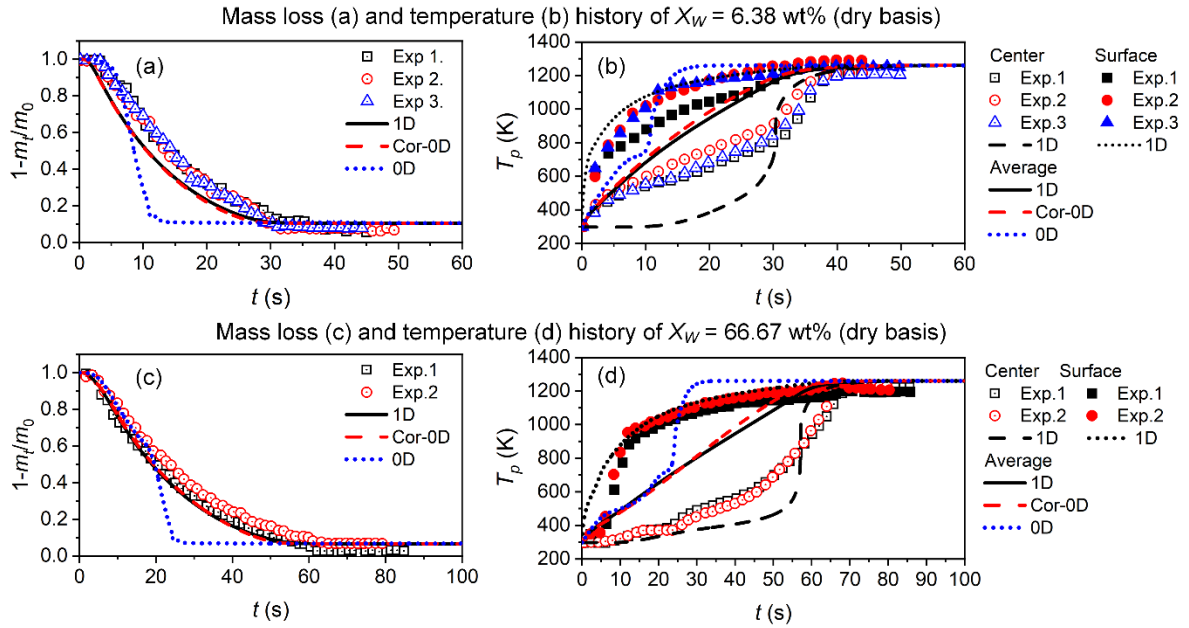 Mass loss (a) and temperature (b) history of X_W = 6.38 wt% (dry basis)
(a)
Exp 1.
Exp 2.
Exp 3.
1D
Cor-0D
0D
1-m_t/m_0
1.0
0.8
0.6
0.4
0.2
0.0
0 10 20 30 40 50 60
t (s)
(b)
T_p (K)
1400
1200
1000
800
600
400
200
0 10 20 30 40 50 60
t (s)
Center Surface
Exp.1 Exp.1
Exp.2 Exp.2
Exp.3 Exp.3
1D 1D
Average
1D
Cor-0D
0D
Mass loss (c) and temperature (d) history of X_W = 66.67 wt% (dry basis)
(c)
Exp.1
Exp.2
1D
Cor-0D
0D
1-m_t/m_0
1.0
0.8
0.6
0.4
0.2
0.0
0 20 40 60 80 100
t (s)
(d)
T_p (K)
1400
1200
1000
800
600
400
200
0 10 20 30 40 50 60 70 80 90 100
t (s)
Center Surface
Exp.1 Exp.1
Exp.2 Exp.2
1D 1D
Average
1D
Cor-0D
0D